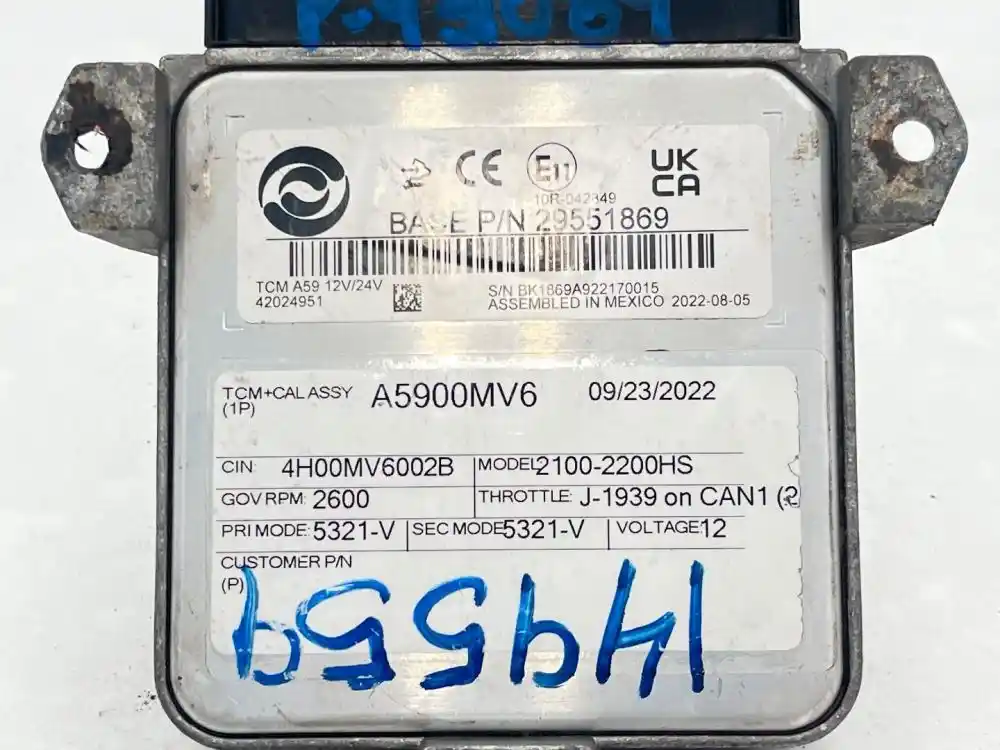 CE E11 UK
CA
10R-042849
BASE P/N 29551869
TCM A59 12V/24V
42024951
S/N BK1869A922170015
ASSEMBLED IN MEXICO 2022-08-05
TCM+CAL ASSY A5900MV6 09/23/2022
(1P)
CIN: 4H00MV6002B MODEL 2100-2200HS
GOV RPM: 2600 THROTTLE: J-1939 on CAN1 (2
PRI MODE: 5321-V SEC MODE 5321-V VOLTAGE: 12
CUSTOMER P/N
(P)